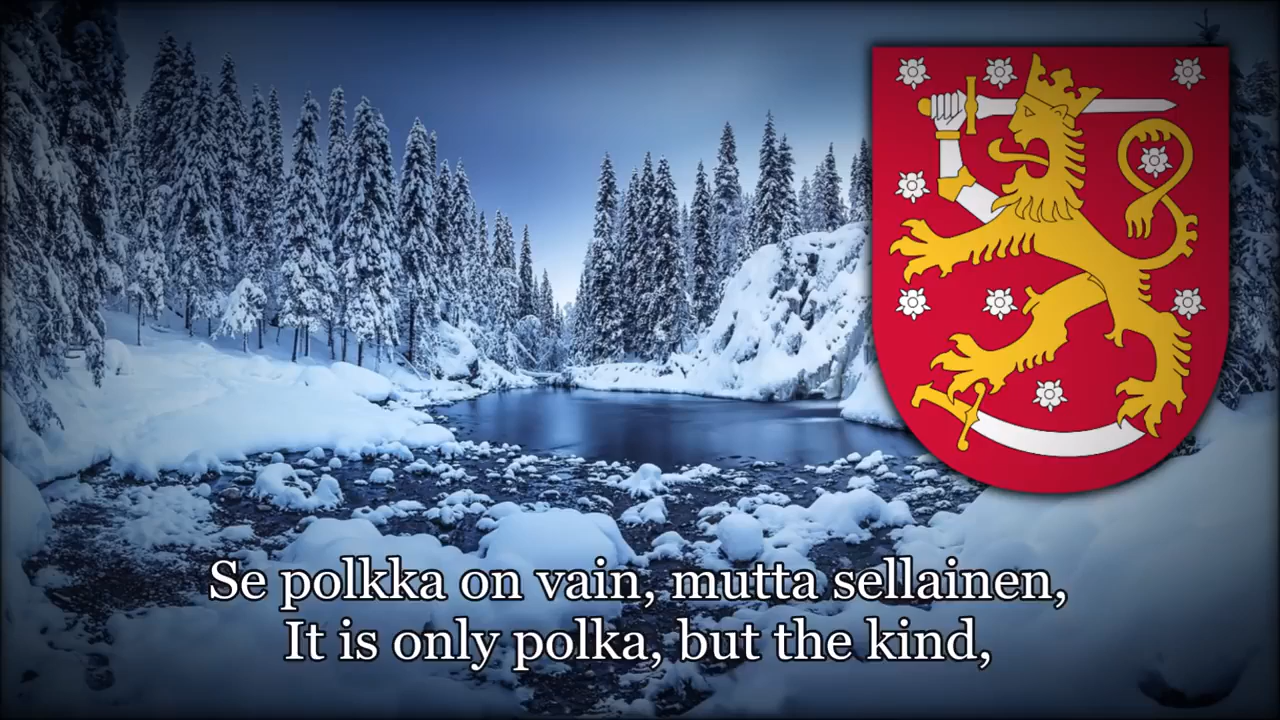 Se polkka on vain, mutta sellainen,
It is only polka, but the kind,